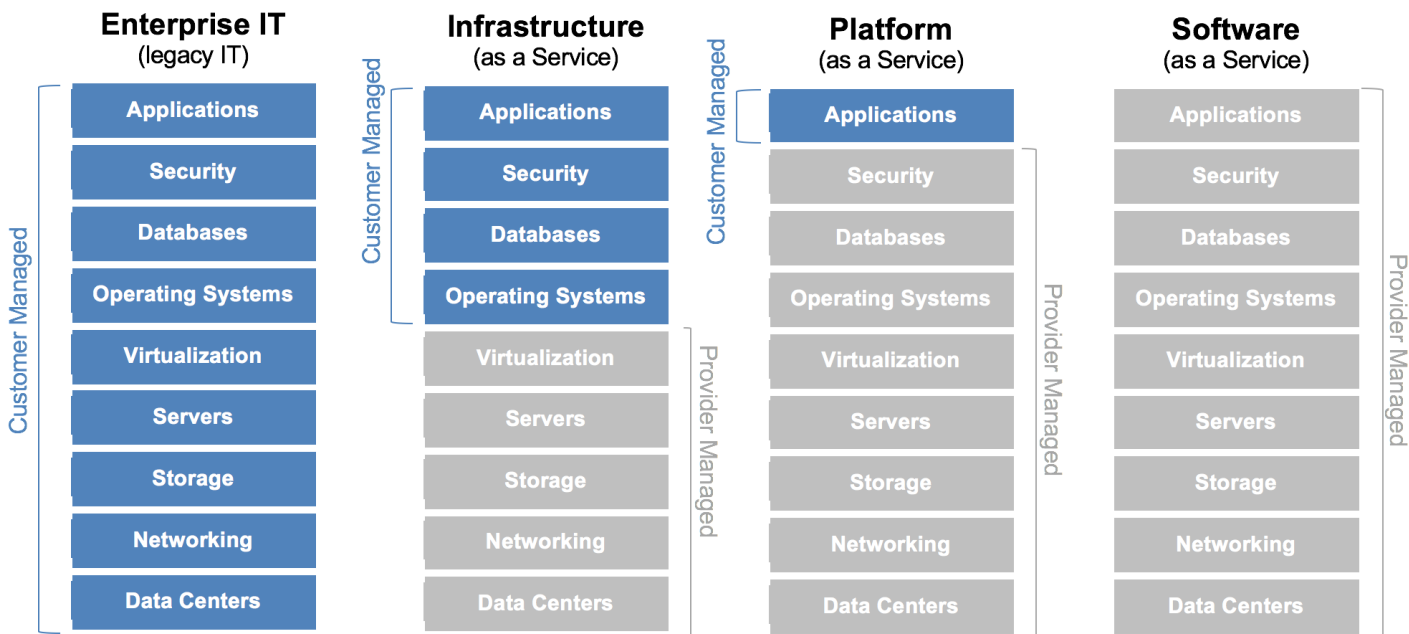 Enterprise IT
(legacy IT)
Customer Managed
Applications
Security
Databases
Operating Systems
Virtualization
Servers
Storage
Networking
Data Centers
Infrastructure
(as a Service)
Customer Managed
Applications
Security
Databases
Operating Systems
Virtualization
Servers
Storage
Networking
Data Centers
Provider Managed
Platform
(as a Service)
Customer Managed
Applications
Security
Databases
Operating Systems
Virtualization
Servers
Storage
Networking
Data Centers
Provider Managed
Software
(as a Service)
Applications
Security
Databases
Operating Systems
Virtualization
Servers
Storage
Networking
Data Centers
Provider Managed